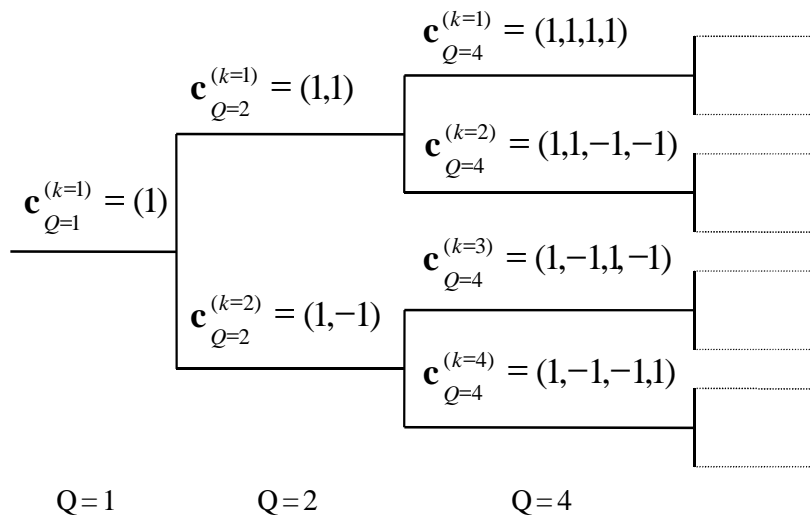 c_{Q=4}^{(k=1)} = (1,1,1,1)
c_{Q=2}^{(k=1)} = (1,1)
c_{Q=4}^{(k=2)} = (1,1,−1,−1)
c_{Q=1}^{(k=1)} = (1)
c_{Q=4}^{(k=3)} = (1,−1,1,−1)
c_{Q=2}^{(k=2)} = (1,−1)
c_{Q=4}^{(k=4)} = (1,−1,−1,1)
Q = 1 Q = 2 Q = 4